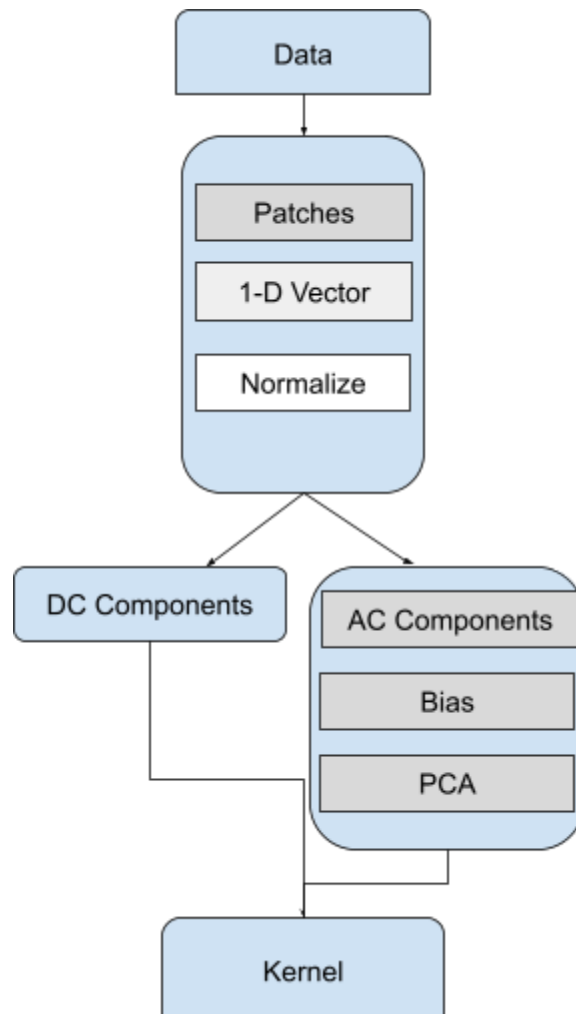 Data
Patches
1-D Vector
Normalize
DC Components
AC Components
Bias
PCA
Kernel